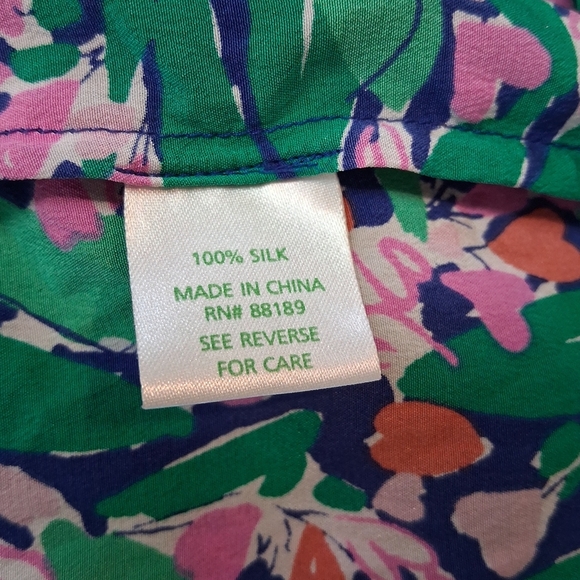 100% SILK
MADE IN CHINA
RN# 88189
SEE REVERSE
FOR CARE